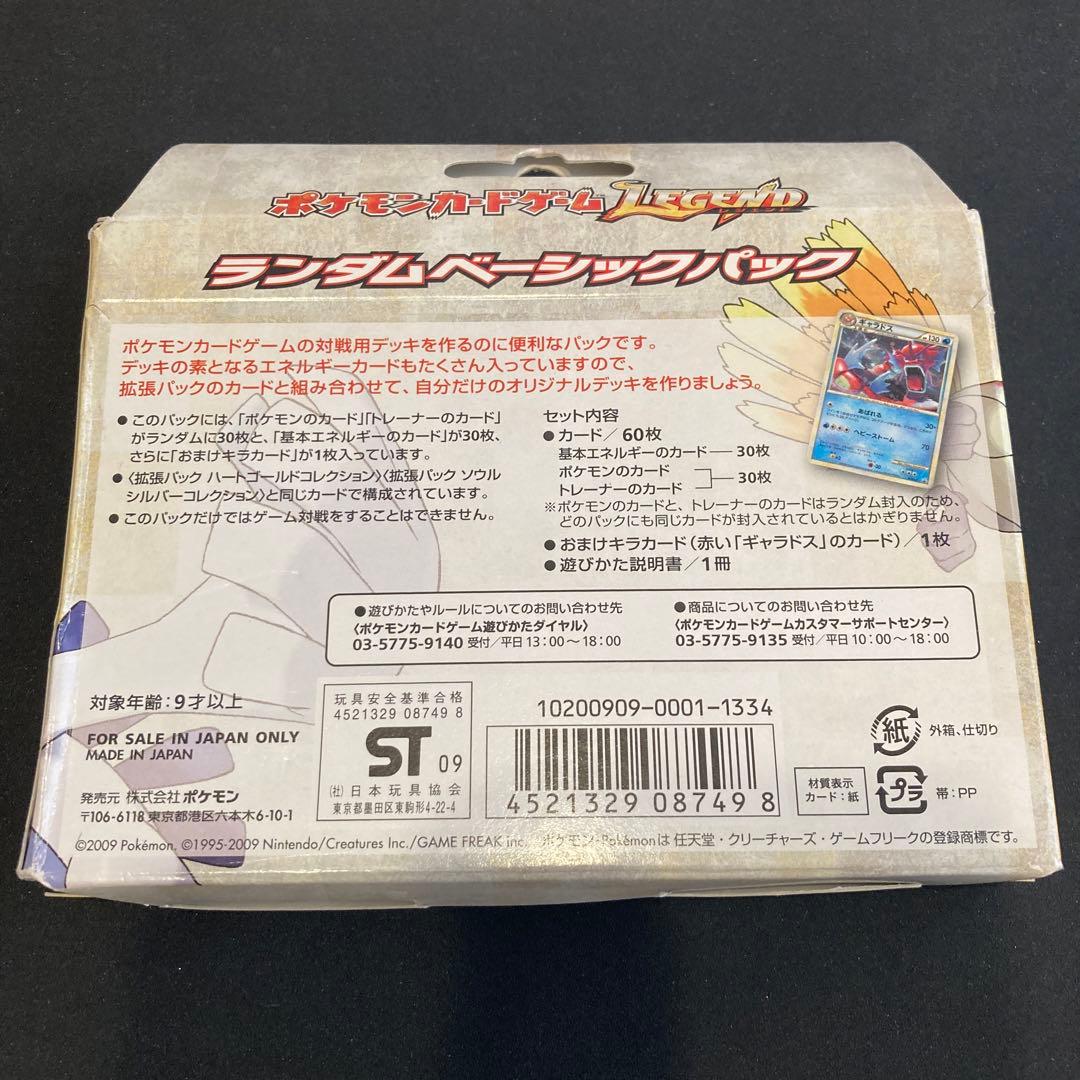 ポケモンカードゲーム LEGEND
レジェンド
ランダムベーシックパック
ポケモンカードゲームの対戦用デッキを作るのに便利なパックです。
デッキの素となるエネルギーカードもたくさん入っていますので、
拡張パックのカードと組み合わせて、自分だけのオリジナルデッキを作りましょう。
ギャラドス
130
あばれる
30-
ヘビーストーム
70
●このパックには、「ポケモンのカード」「トレーナーのカード」
がランダムに30枚と、「基本エネルギーのカード」が30枚、
さらに「おまけキラカード」が1枚入っています。
●〈拡張パック ハートゴールドコレクション〉〈拡張パック ソウル
シルバーコレクション〉と同じカードで構成されています。
●このパックだけではゲーム対戦をすることはできません。
セット内容
●カード/60枚
基本エネルギーのカード 30枚
ポケモンのカード
トレーナーのカード 30枚
※ポケモンのカードと、トレーナーのカードはランダム封入のため、
どのパックにも同じカードが封入されているとはかぎりません。
●おまけキラカード(赤い「ギャラドス」のカード)/1枚
●遊びかた説明書/1冊
●遊びかたやルールについてのお問い合わせ先
〈ポケモンカードゲーム遊びかたダイヤル〉
03-5775-9140 受付/平日13:00〜18:00
●商品についてのお問い合わせ先
〈ポケモンカードゲームカスタマーサポートセンター〉
03-5775-9135 受付/平日10:00〜18:00
対象年齢:9才以上
FOR SALE IN JAPAN ONLY
MADE IN JAPAN
発売元 株式会社ポケモン
〒106-6118 東京都港区六本木6-10-1
玩具安全基準合格
4521329 08749 8
ST 09
(社)日本玩具協会
東京都墨田区東駒形4-22-4
10200909-0001-1334
4521329 087498
紙 外箱、仕切り
材質表示
カード:紙
プラ 帯:PP
©2009 Pokémon. ©1995-2009 Nintendo/Creatures Inc./GAME FREAK inc. ポケモン・Pokémonは 任天堂・クリーチャーズ・ゲームフリークの登録商標です。